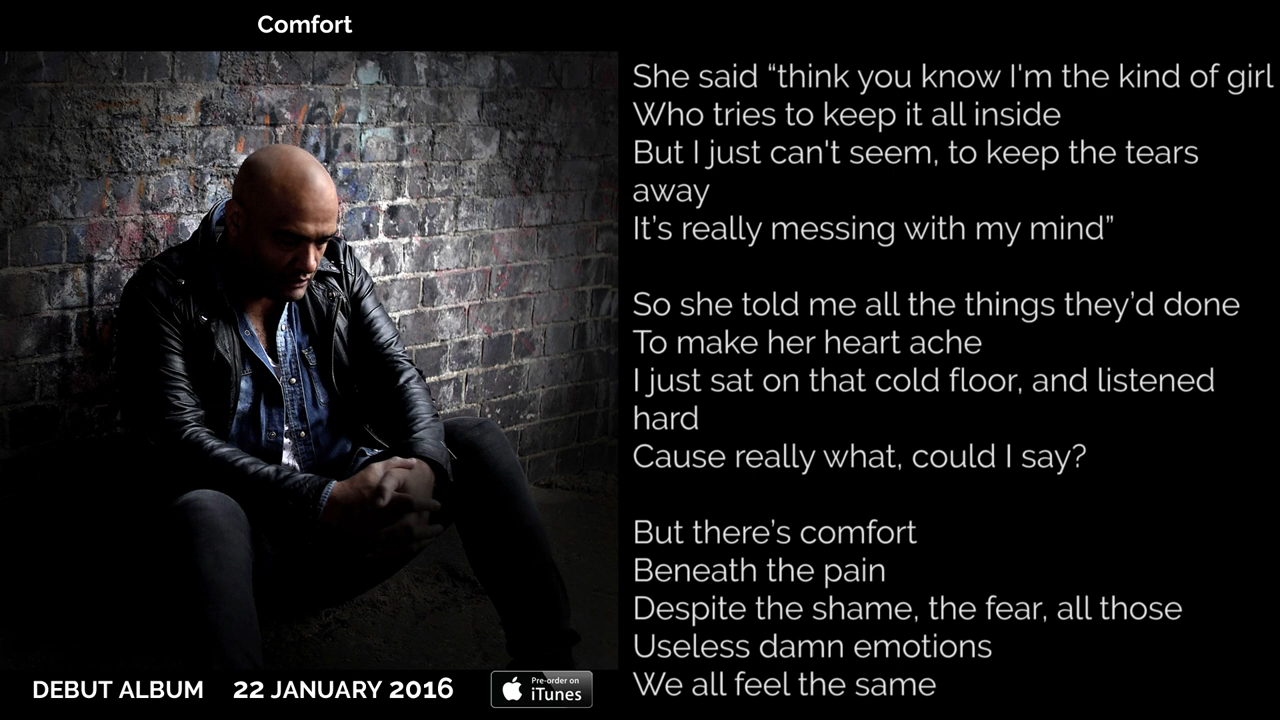 Comfort
She said “think you know I'm the kind of girl
Who tries to keep it all inside
But I just can't seem, to keep the tears
away
It’s really messing with my mind”
So she told me all the things they’d done
To make her heart ache
I just sat on that cold floor, and listened
hard
Cause really what, could I say?
But there’s comfort
Beneath the pain
Despite the shame, the fear, all those
Useless damn emotions
We all feel the same
DEBUT ALBUM 22 JANUARY 2016
Pre-order on
iTunes